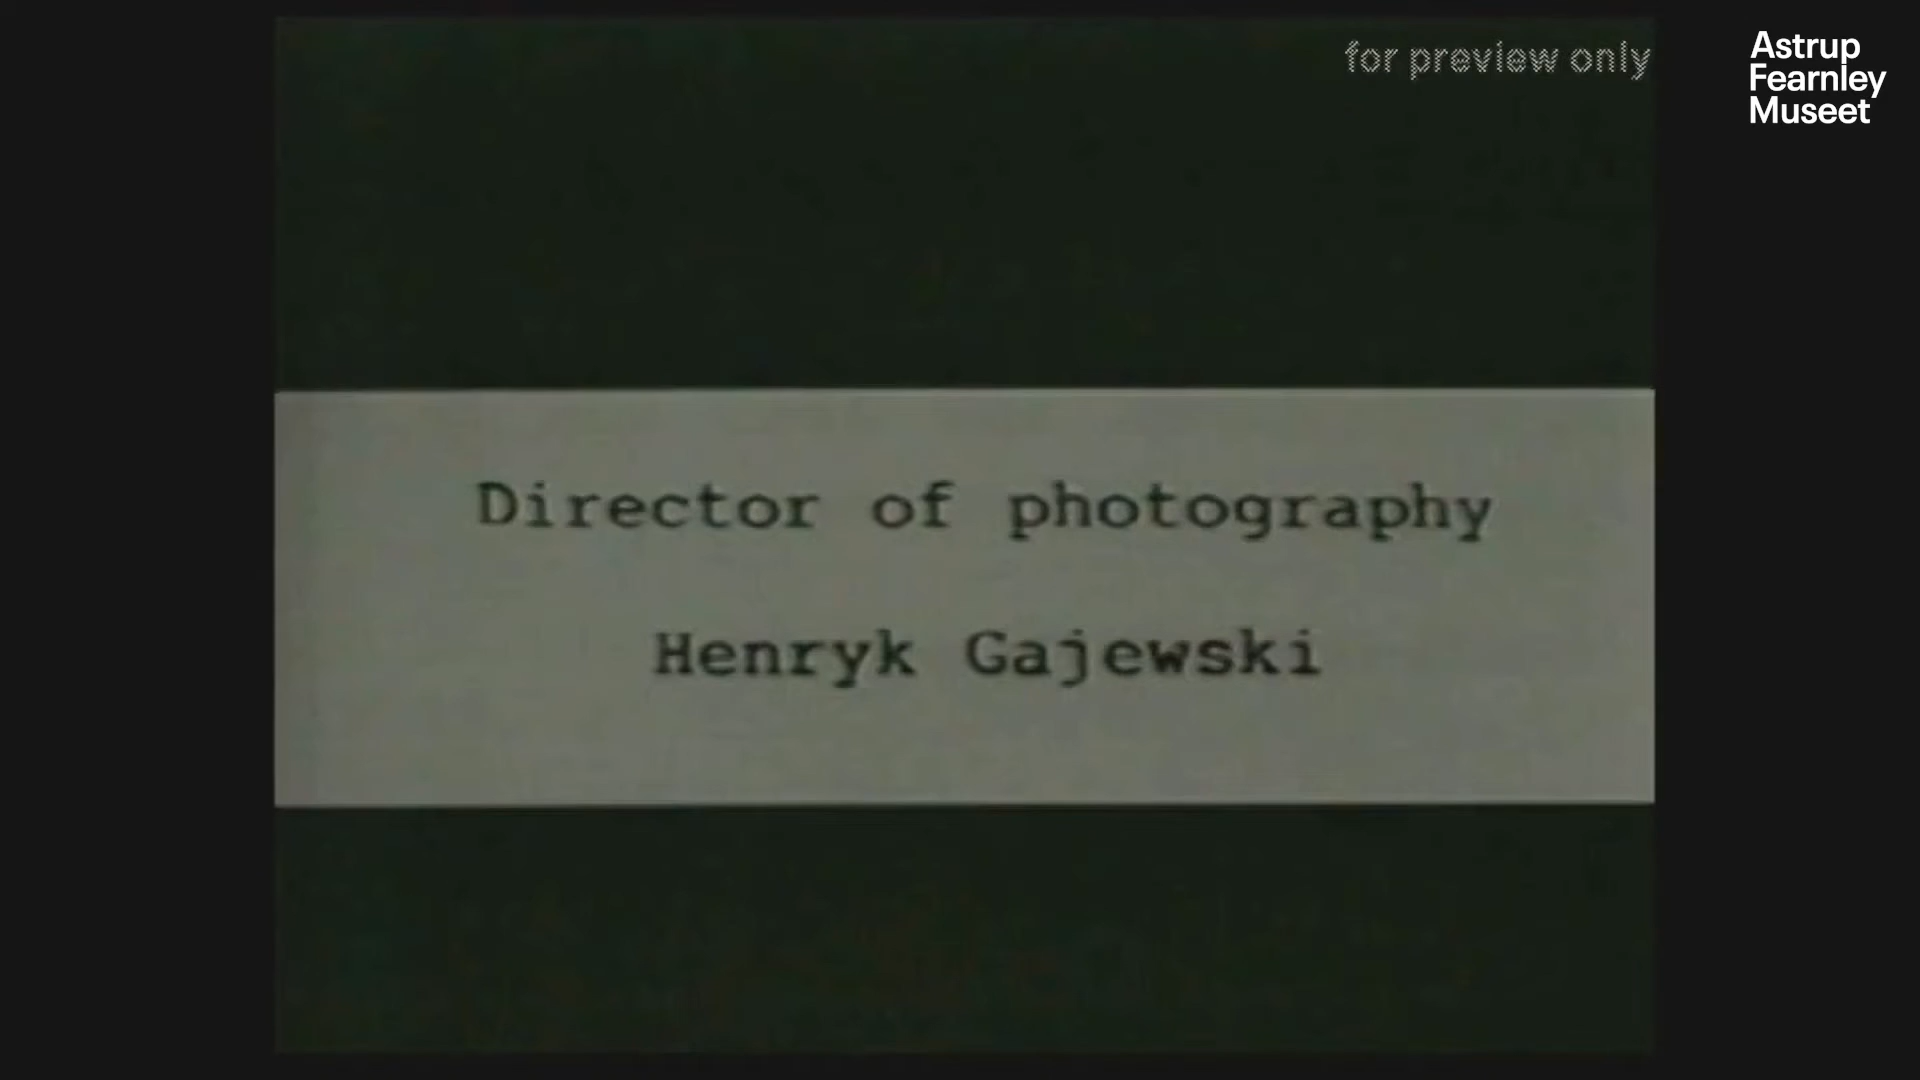 for preview only
Astrup
Fearnley
Museet
Director of photography
Henryk Gajewski